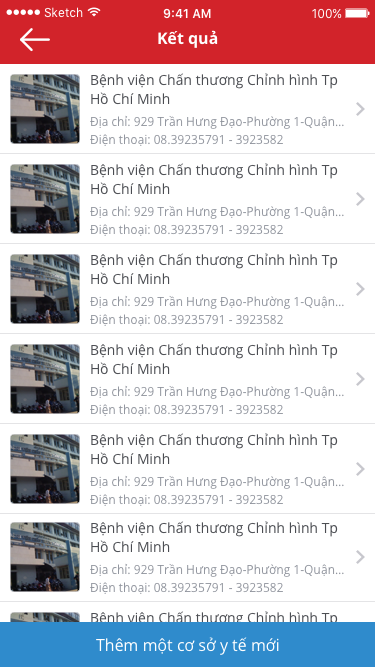 Sketch 9:41 AM 100%
Kết quả
Bệnh viện Chấn thương Chỉnh hình Tp
Hồ Chí Minh
Địa chỉ: 929 Trần Hưng Đạo-Phường 1-Quận...
Điện thoại: 08.39235791 - 3923582
Bệnh viện Chấn thương Chỉnh hình Tp
Hồ Chí Minh
Địa chỉ: 929 Trần Hưng Đạo-Phường 1-Quận...
Điện thoại: 08.39235791 - 3923582
Bệnh viện Chấn thương Chỉnh hình Tp
Hồ Chí Minh
Địa chỉ: 929 Trần Hưng Đạo-Phường 1-Quận...
Điện thoại: 08.39235791 - 3923582
Bệnh viện Chấn thương Chỉnh hình Tp
Hồ Chí Minh
Địa chỉ: 929 Trần Hưng Đạo-Phường 1-Quận...
Điện thoại: 08.39235791 - 3923582
Bệnh viện Chấn thương Chỉnh hình Tp
Hồ Chí Minh
Địa chỉ: 929 Trần Hưng Đạo-Phường 1-Quận...
Điện thoại: 08.39235791 - 3923582
Bệnh viện Chấn thương Chỉnh hình Tp
Hồ Chí Minh
Địa chỉ: 929 Trần Hưng Đạo-Phường 1-Quận...
Điện thoại: 08.39235791 - 3923582
Bệnh viện Chấn thương Chỉnh hình Tp
Thêm một cơ sở y tế mới